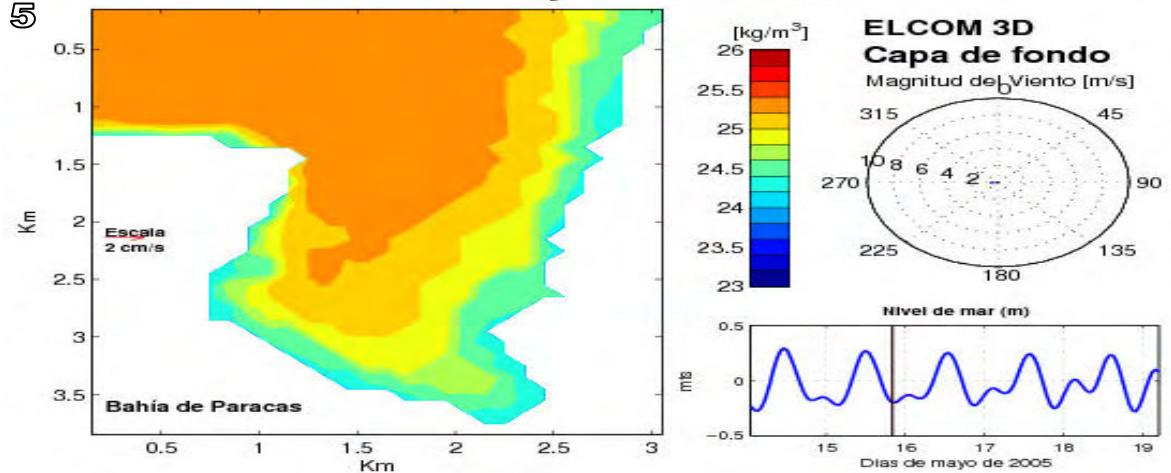 5
0.5
1
1.5
2
2.5
3
3.5
Km
Escala
2 cm/s
Bahía de Paracas
0.5 1 1.5 2 2.5 3
Km
[kg/m³]
26
25.5
25
24.5
24
23.5
23
ELCOM 3D
Capa de fondo
Magnitud del Viento [m/s]
0
315 45
10 8 6 4 2
270 90
225 135
180
Nivel de mar (m)
0.5
0
−0.5
mts
15 16 17 18 19
Días de mayo de 2005